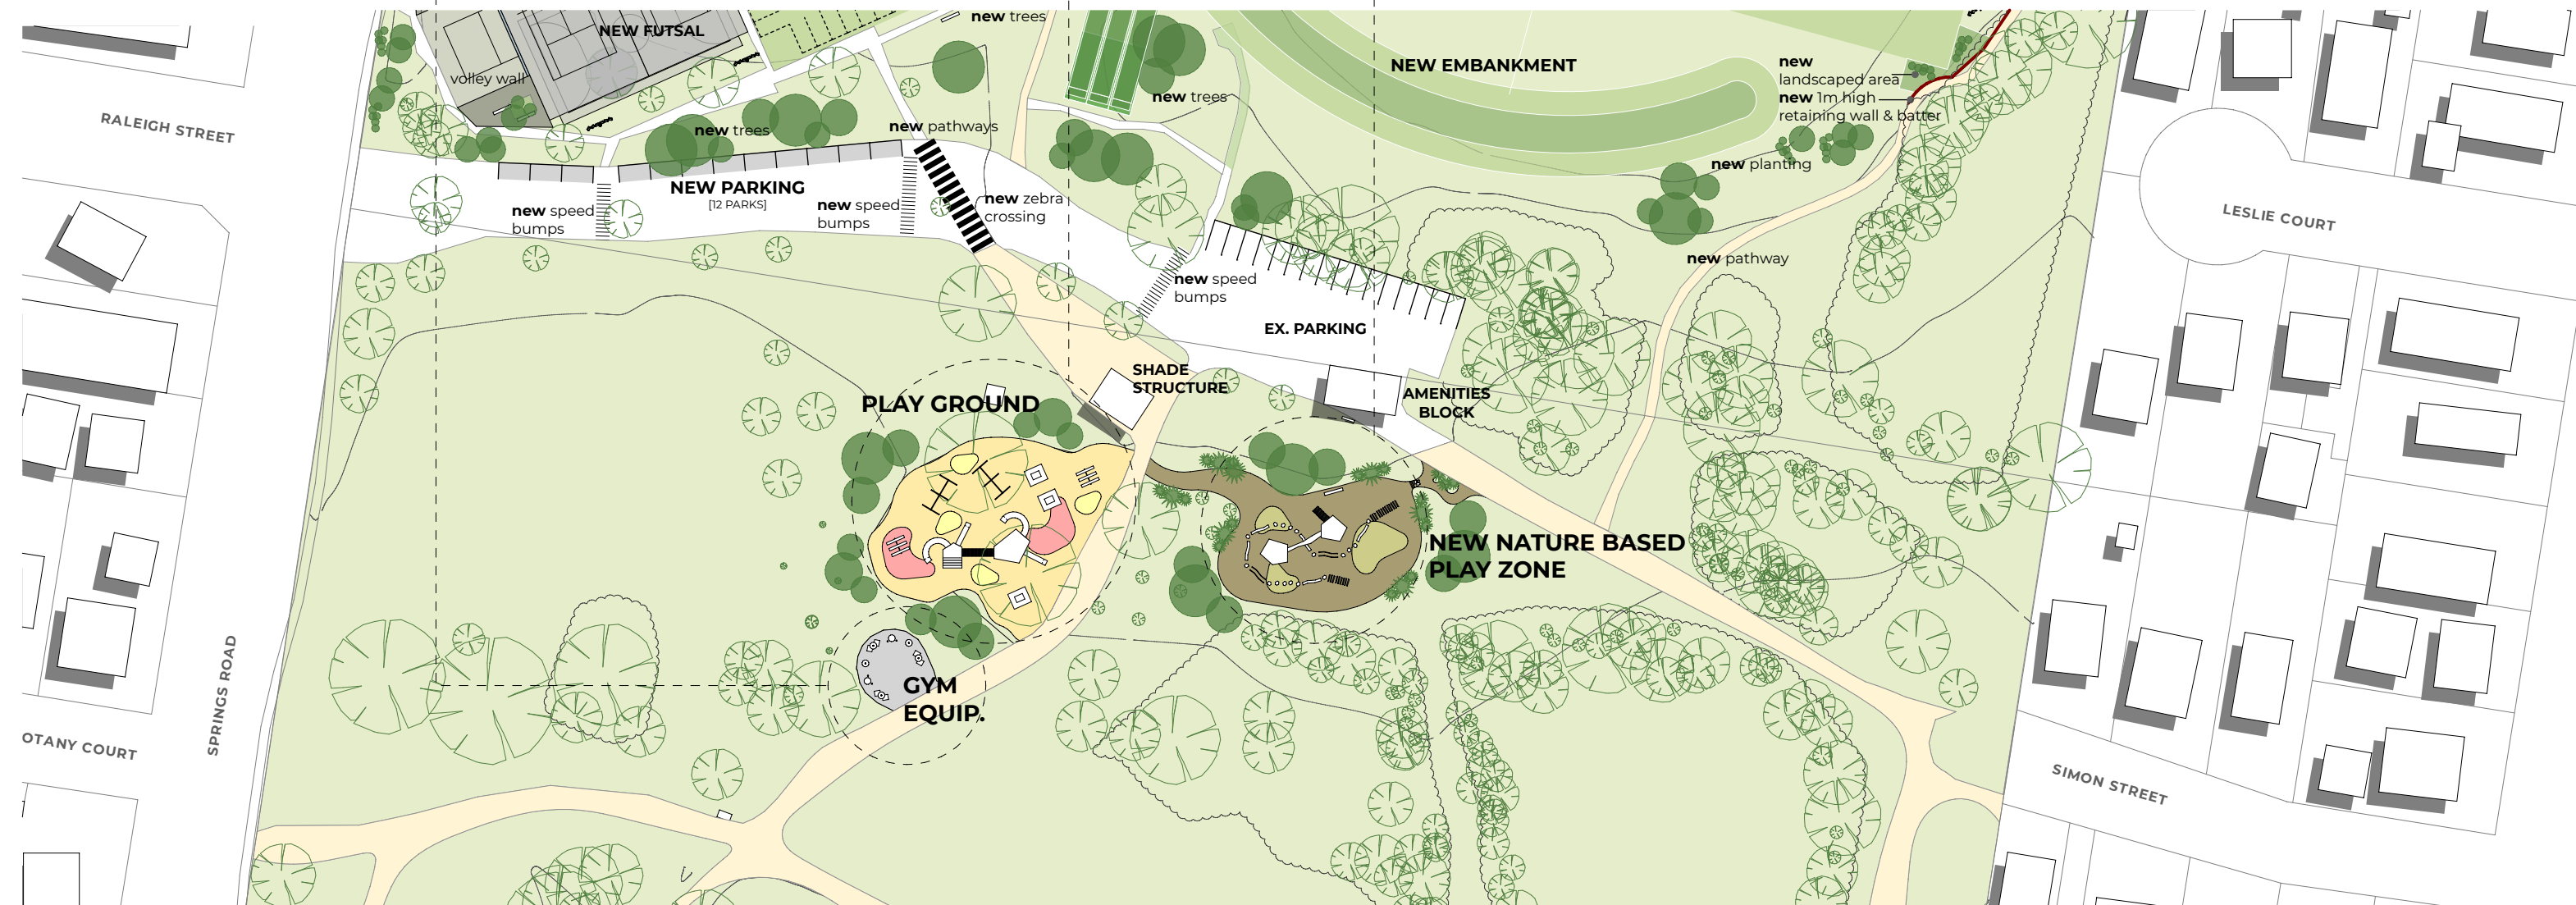 new trees
NEW FUTSAL
volley wall
NEW EMBANKMENT
new
landscaped area
new 1m high
retaining wall & batter
new trees
RALEIGH STREET
new trees
new pathways
new planting
NEW PARKING
[12 PARKS]
new speed
bumps
new speed
bumps
new zebra
crossing
LESLIE COURT
new pathway
new speed
bumps
EX. PARKING
SHADE
STRUCTURE
PLAY GROUND
AMENITIES
BLOCK
NEW NATURE BASED
PLAY ZONE
SPRINGS ROAD
GYM
EQUIP.
OTANY COURT
SIMON STREET